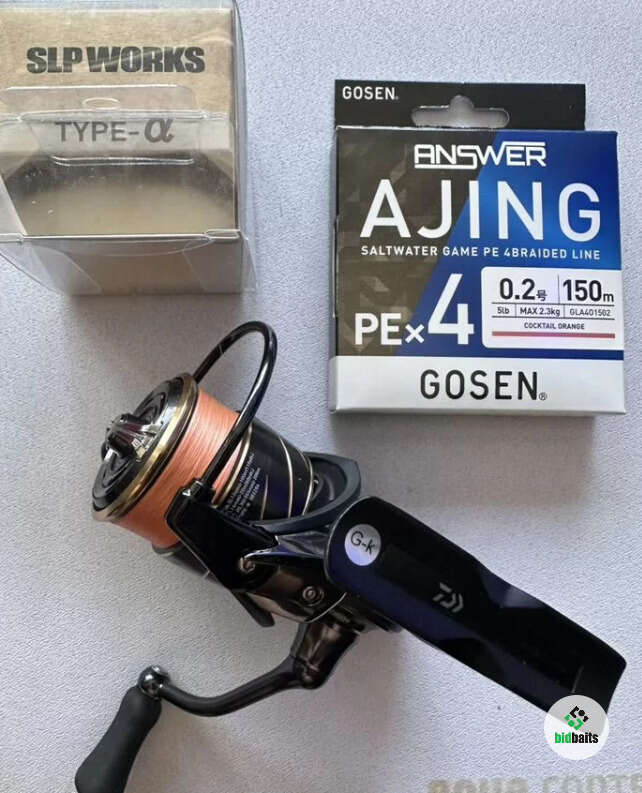 SLP WORKS
TYPE-α
GOSEN®
ANSWER
AJING
SALTWATER GAME PE 4BRAIDED LINE
PE×4
0.2号 150m
5lb MAX 2.3kg GLA401502
COCKTAIL ORANGE
GOSEN®
G-k
bidbaits